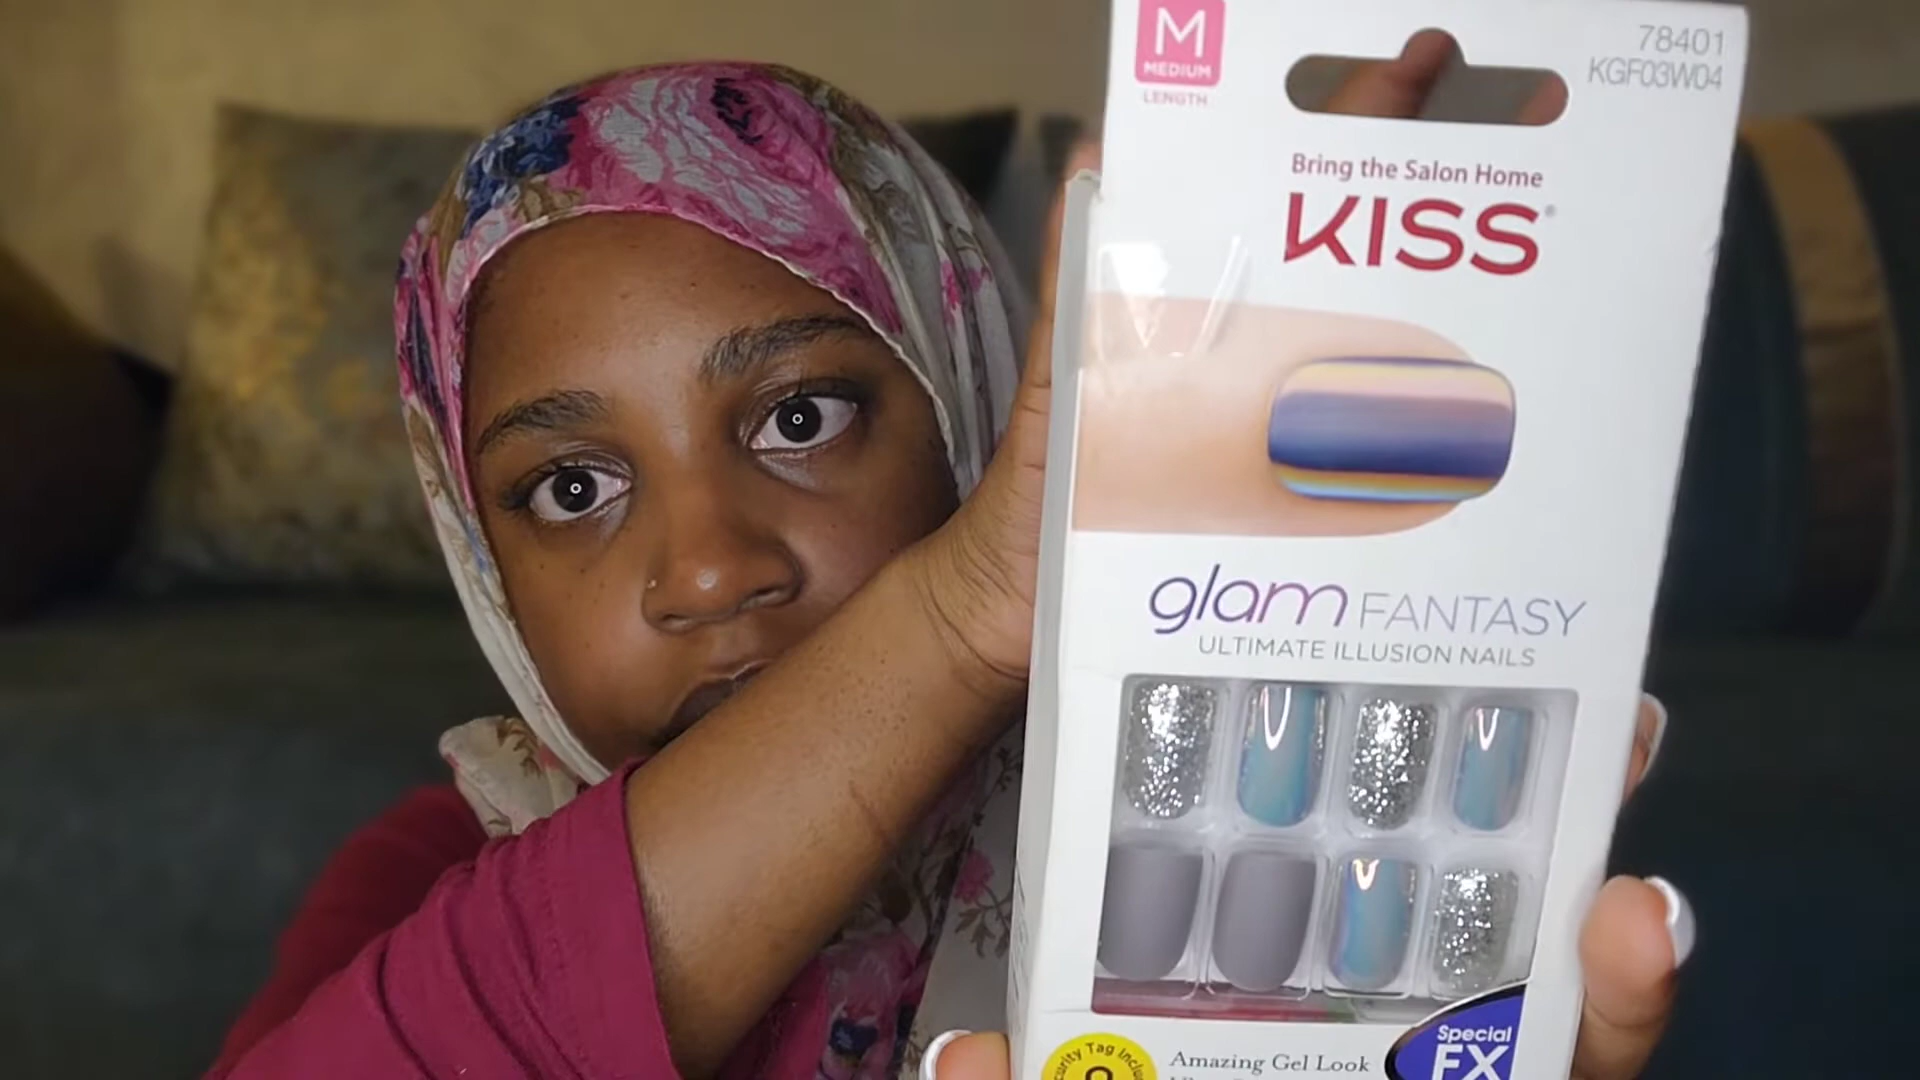 M
MEDIUM
LENGTH
78401
KGF03W04
Bring the Salon Home
KISS®
glam FANTASY
ULTIMATE ILLUSION NAILS
Special
FX
Amazing Gel Look